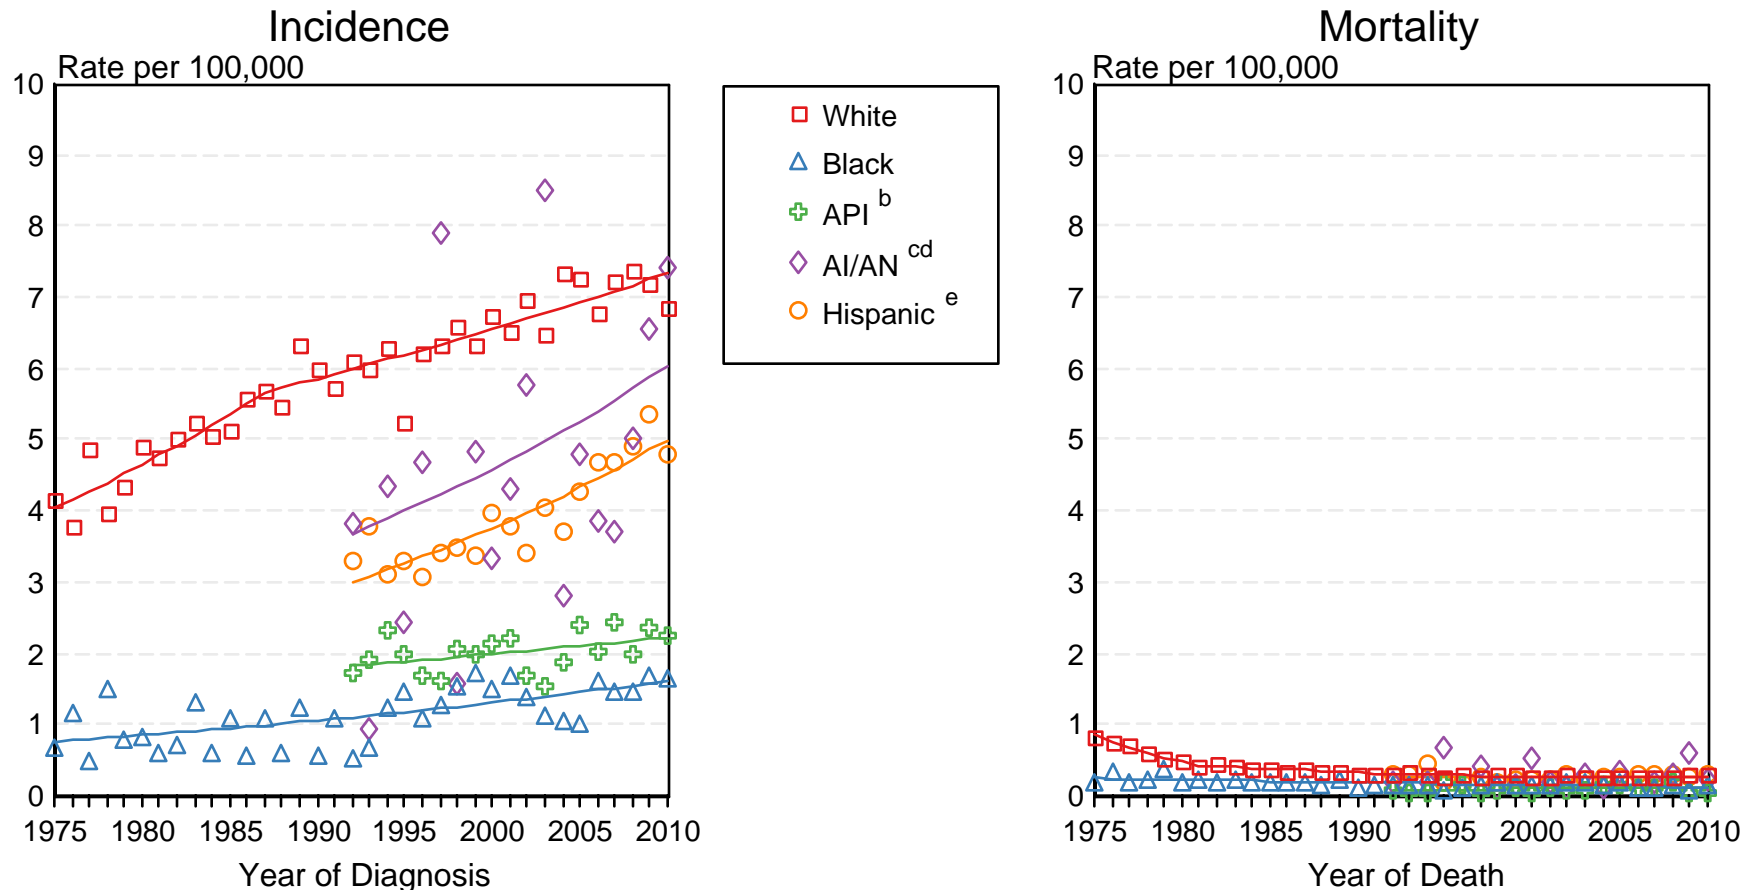 Incidence
Rate per 100,000
10
9
8
7
6
5
4
3
2
1
0
1975 1980 1985 1990 1995 2000 2005 2010
Year of Diagnosis
White
Black
API b
AI/AN cd
Hispanic e
Mortality
Rate per 100,000
10
9
8
7
6
5
4
3
2
1
0
1975 1980 1985 1990 1995 2000 2005 2010
Year of Death